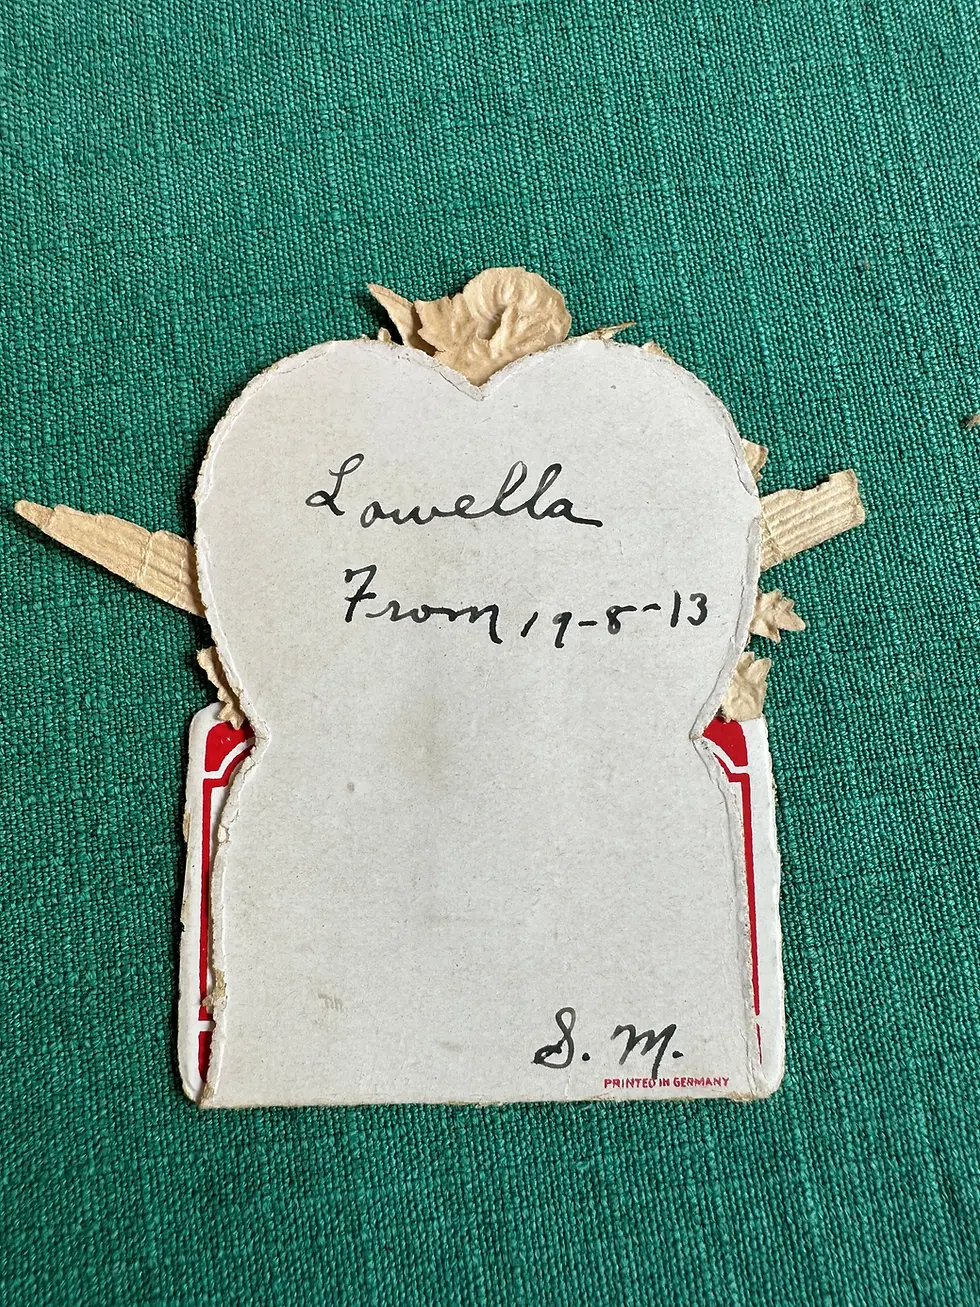 Lowella
From 19-8-13
S. M.
PRINTED IN GERMANY